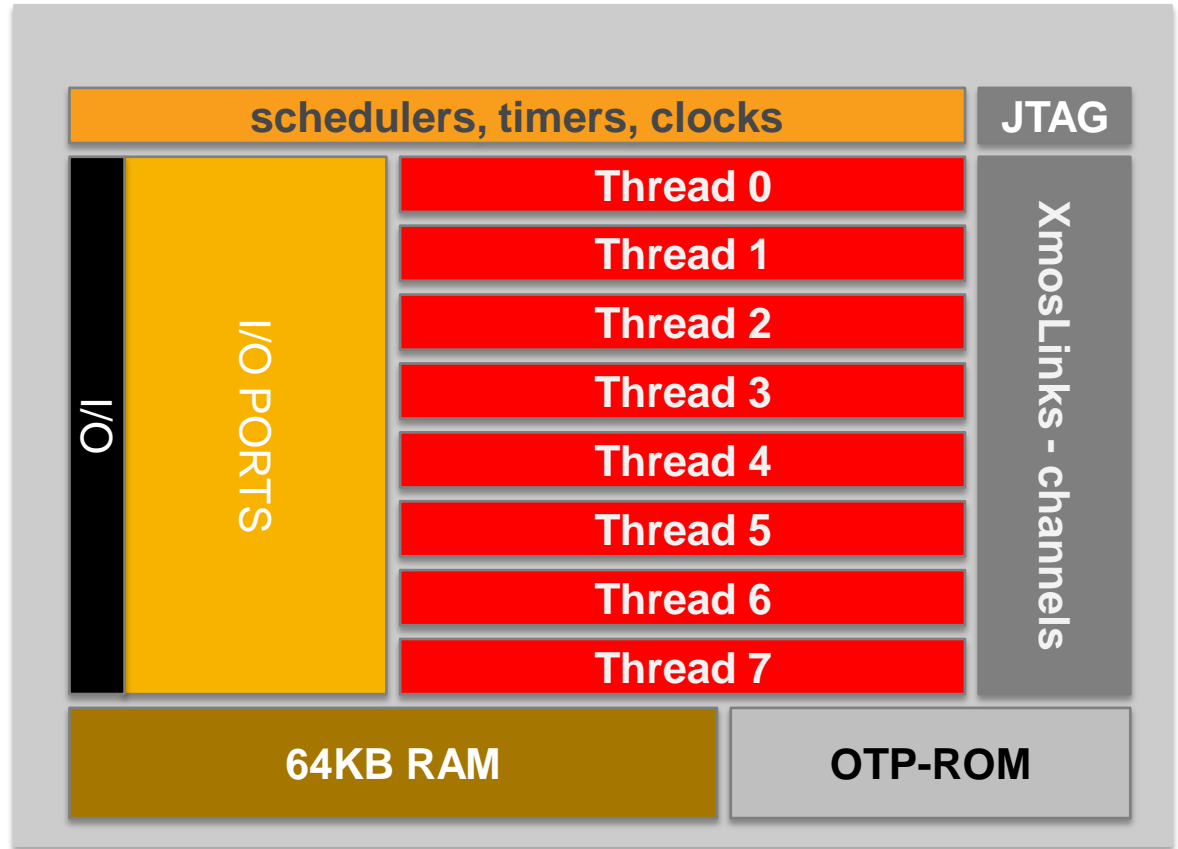 schedulers, timers, clocks
JTAG
I/O
I/O PORTS
Thread 0
Thread 1
Thread 2
Thread 3
Thread 4
Thread 5
Thread 6
Thread 7
XmosLinks - channels
64KB RAM
OTP-ROM